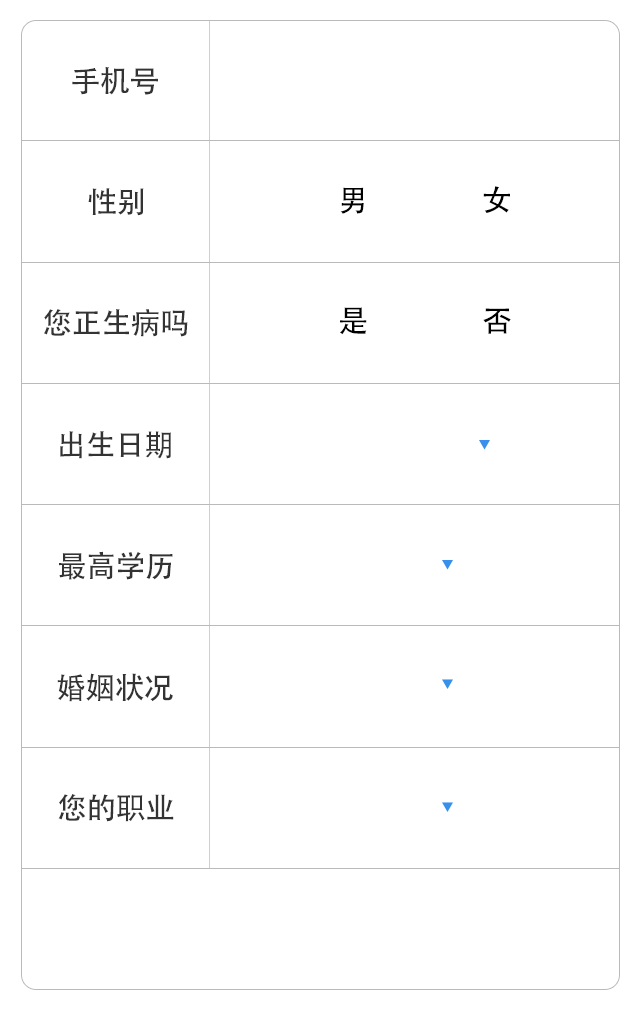 手机号
性别 男 女
您正生病吗 是 否
出生日期
最高学历
婚姻状况
您的职业